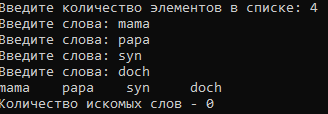 Введите количество элементов в списке: 4
Введите слова: mama
Введите слова: papa
Введите слова: syn
Введите слова: doch
mama    papa    syn     doch
Количество искомых слов - 0